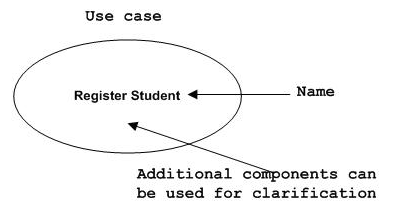 Use case
Register Student
Name
Additional components can
be used for clarification